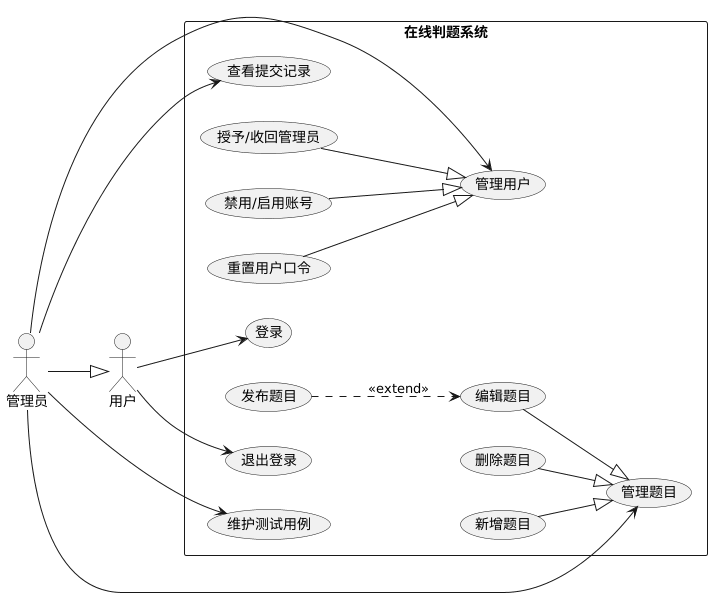 在线判题系统
查看提交记录
授予/收回管理员
管理用户
禁用/启用账号
重置用户口令
登录
管理员
用户
发布题目
«extend»
编辑题目
退出登录
删除题目
管理题目
维护测试用例
新增题目